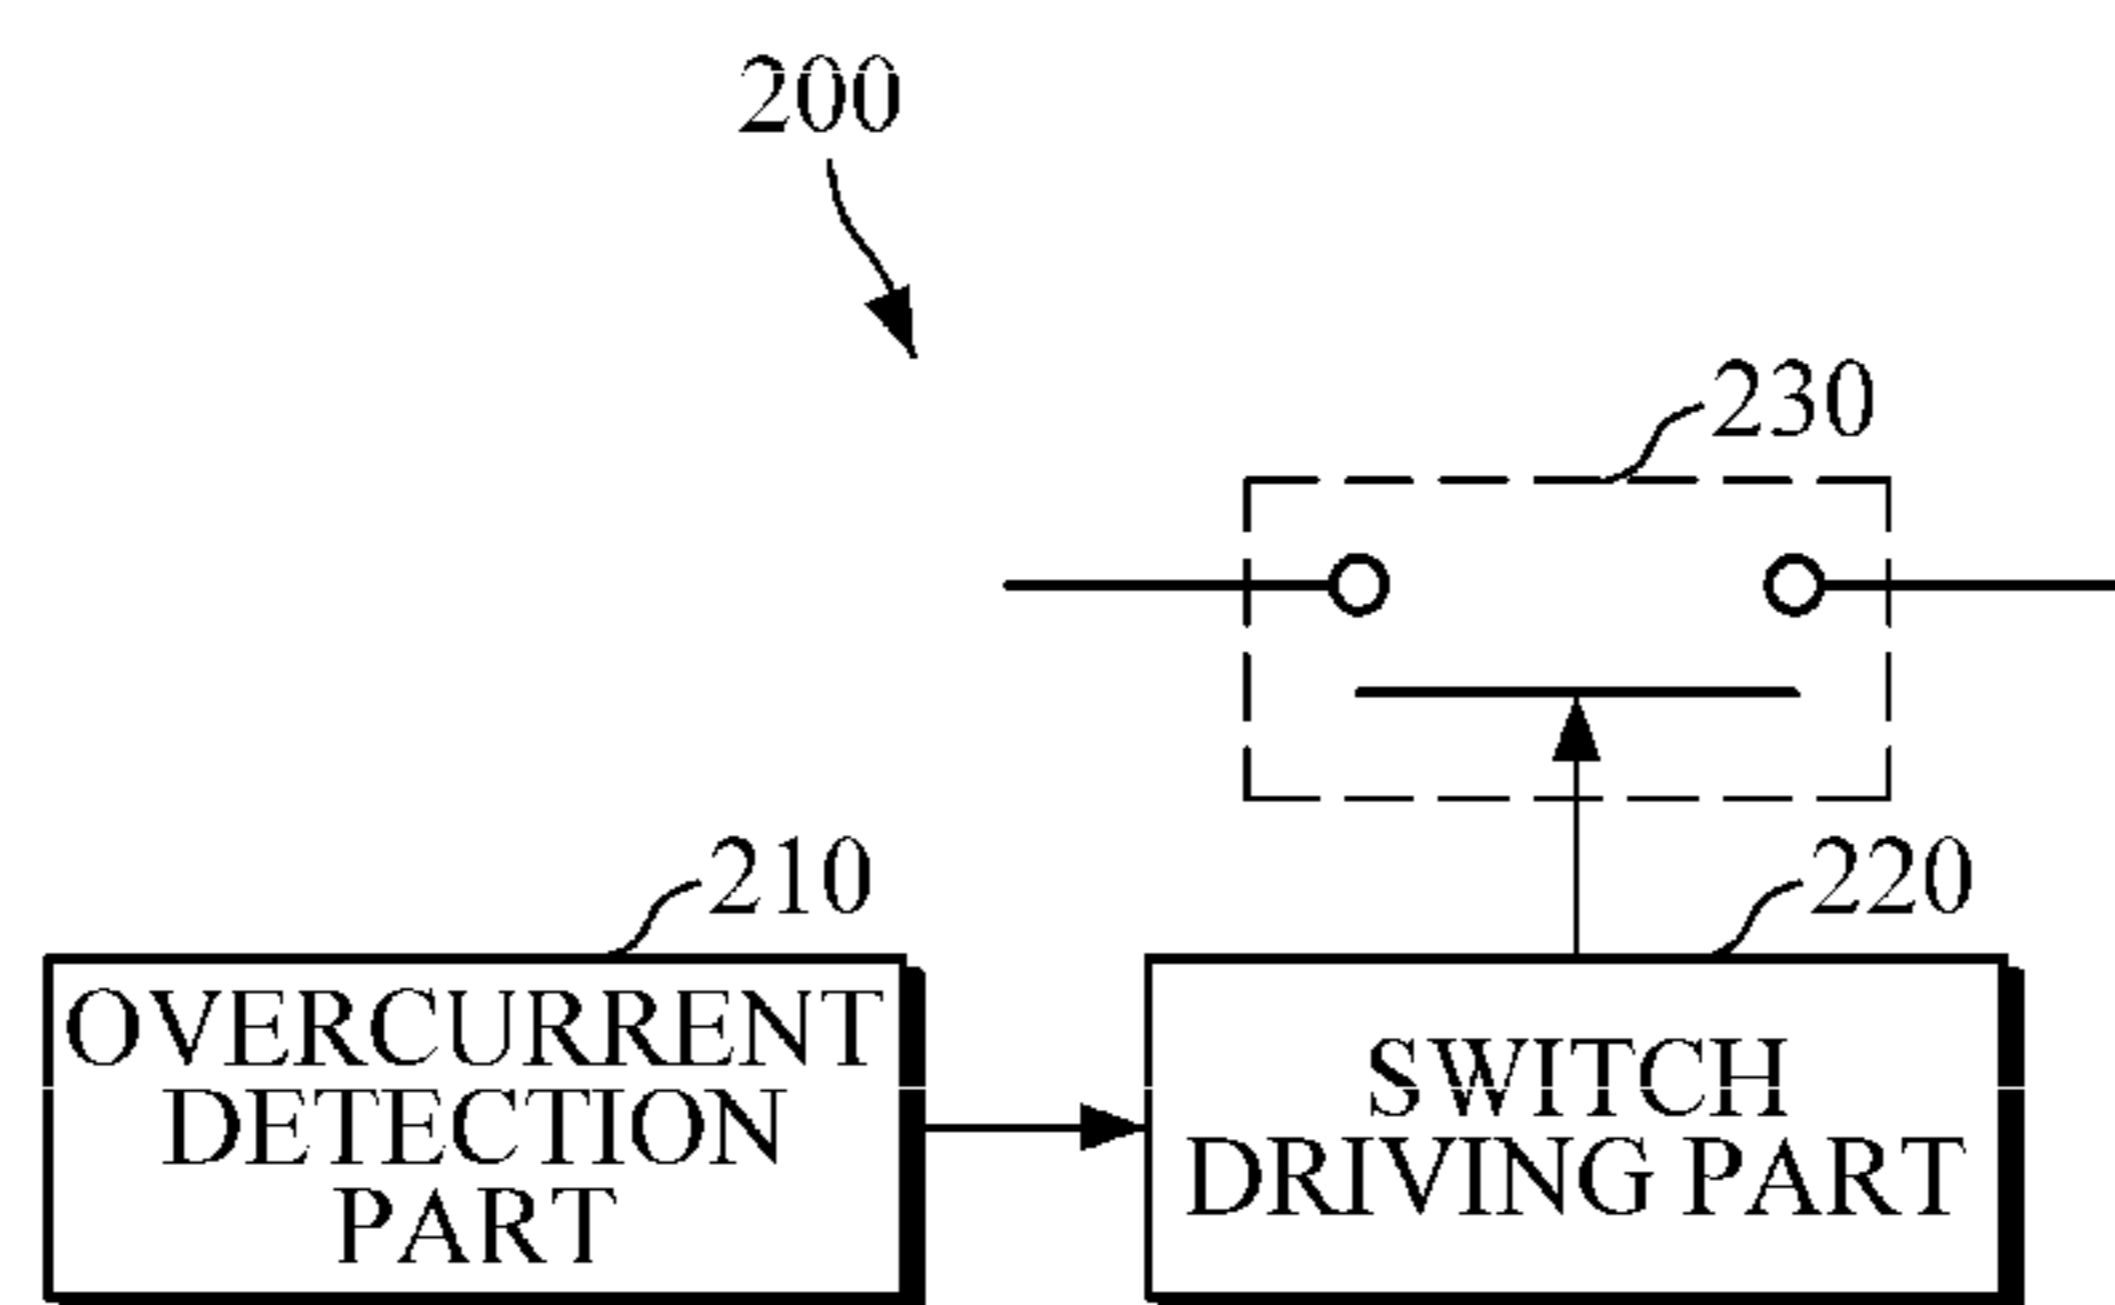 200
230
210
220
OVERCURRENT
DETECTION
PART
SWITCH
DRIVING PART